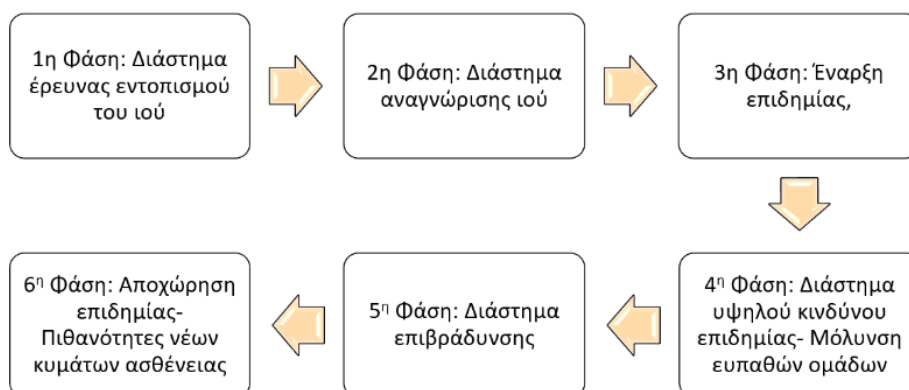 1η Φάση: Διάστημα
έρευνας εντοπισμού
του ιού
2η Φάση: Διάστημα
αναγνώρισης ιού
3η Φάση: Έναρξη
επιδημίας,
4η Φάση: Διάστημα
υψηλού κινδύνου
επιδημίας- Μόλυνση
ευπαθών ομάδων
5η Φάση: Διάστημα
επιβράδυνσης
6η Φάση: Αποχώρηση
επιδημίας-
Πιθανότητες νέων
κυμάτων ασθένειας